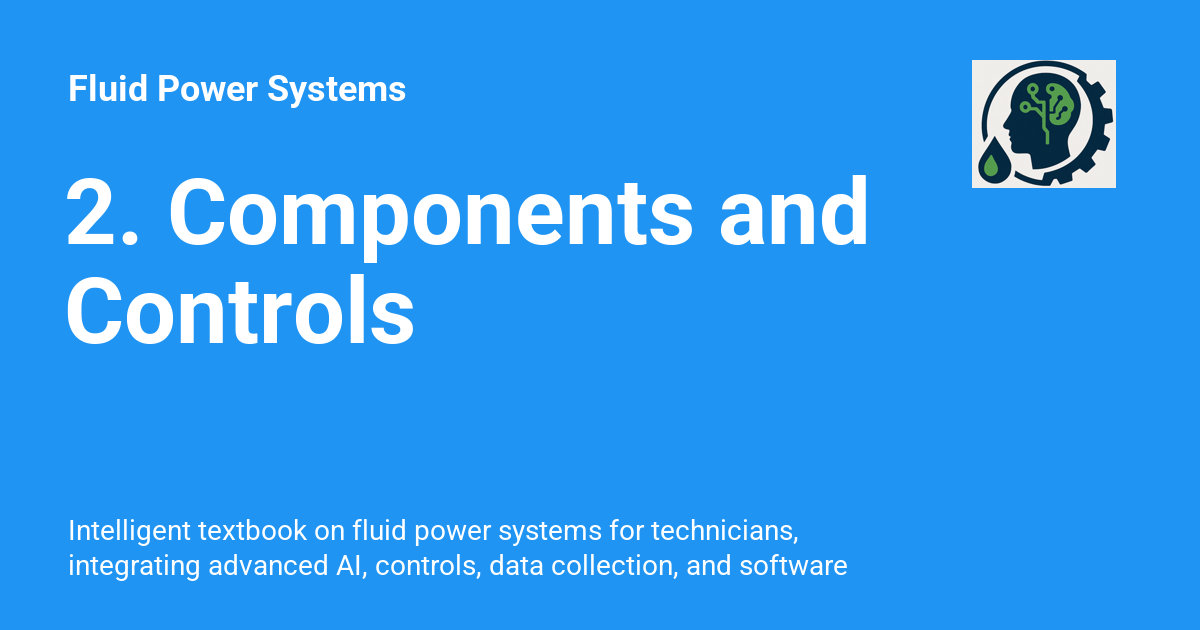 Fluid Power Systems
2. Components and
Controls
Intelligent textbook on fluid power systems for technicians,
integrating advanced AI, controls, data collection, and software